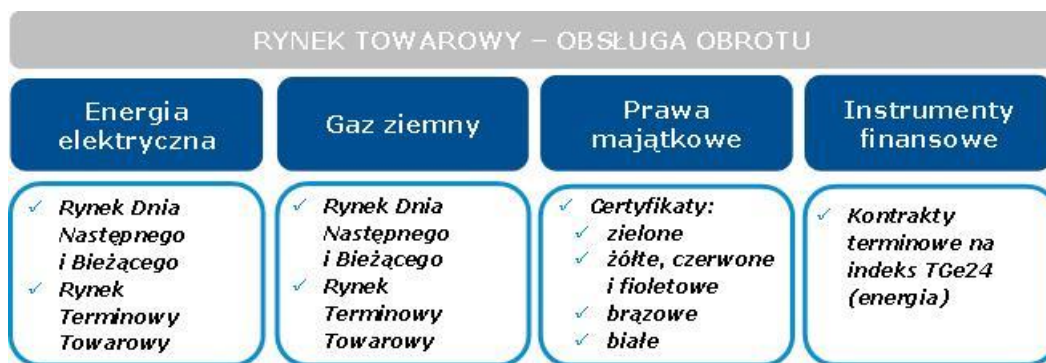 RYNEK TOWAROWY – OBSŁUGA OBROTU
Energia
elektryczna
Gaz ziemny
Prawa
majątkowe
Instrumenty
finansowe
Rynek Dnia
Następnego
i Bieżącego
Rynek
Terminowy
Towarowy
Rynek Dnia
Następnego
i Bieżącego
Rynek
Terminowy
Towarowy
Certyfikaty:
zielone
żółte, czerwone
i fioletowe
brązowe
białe
Kontrakty
terminowe na
indeks TGe24
(energia)